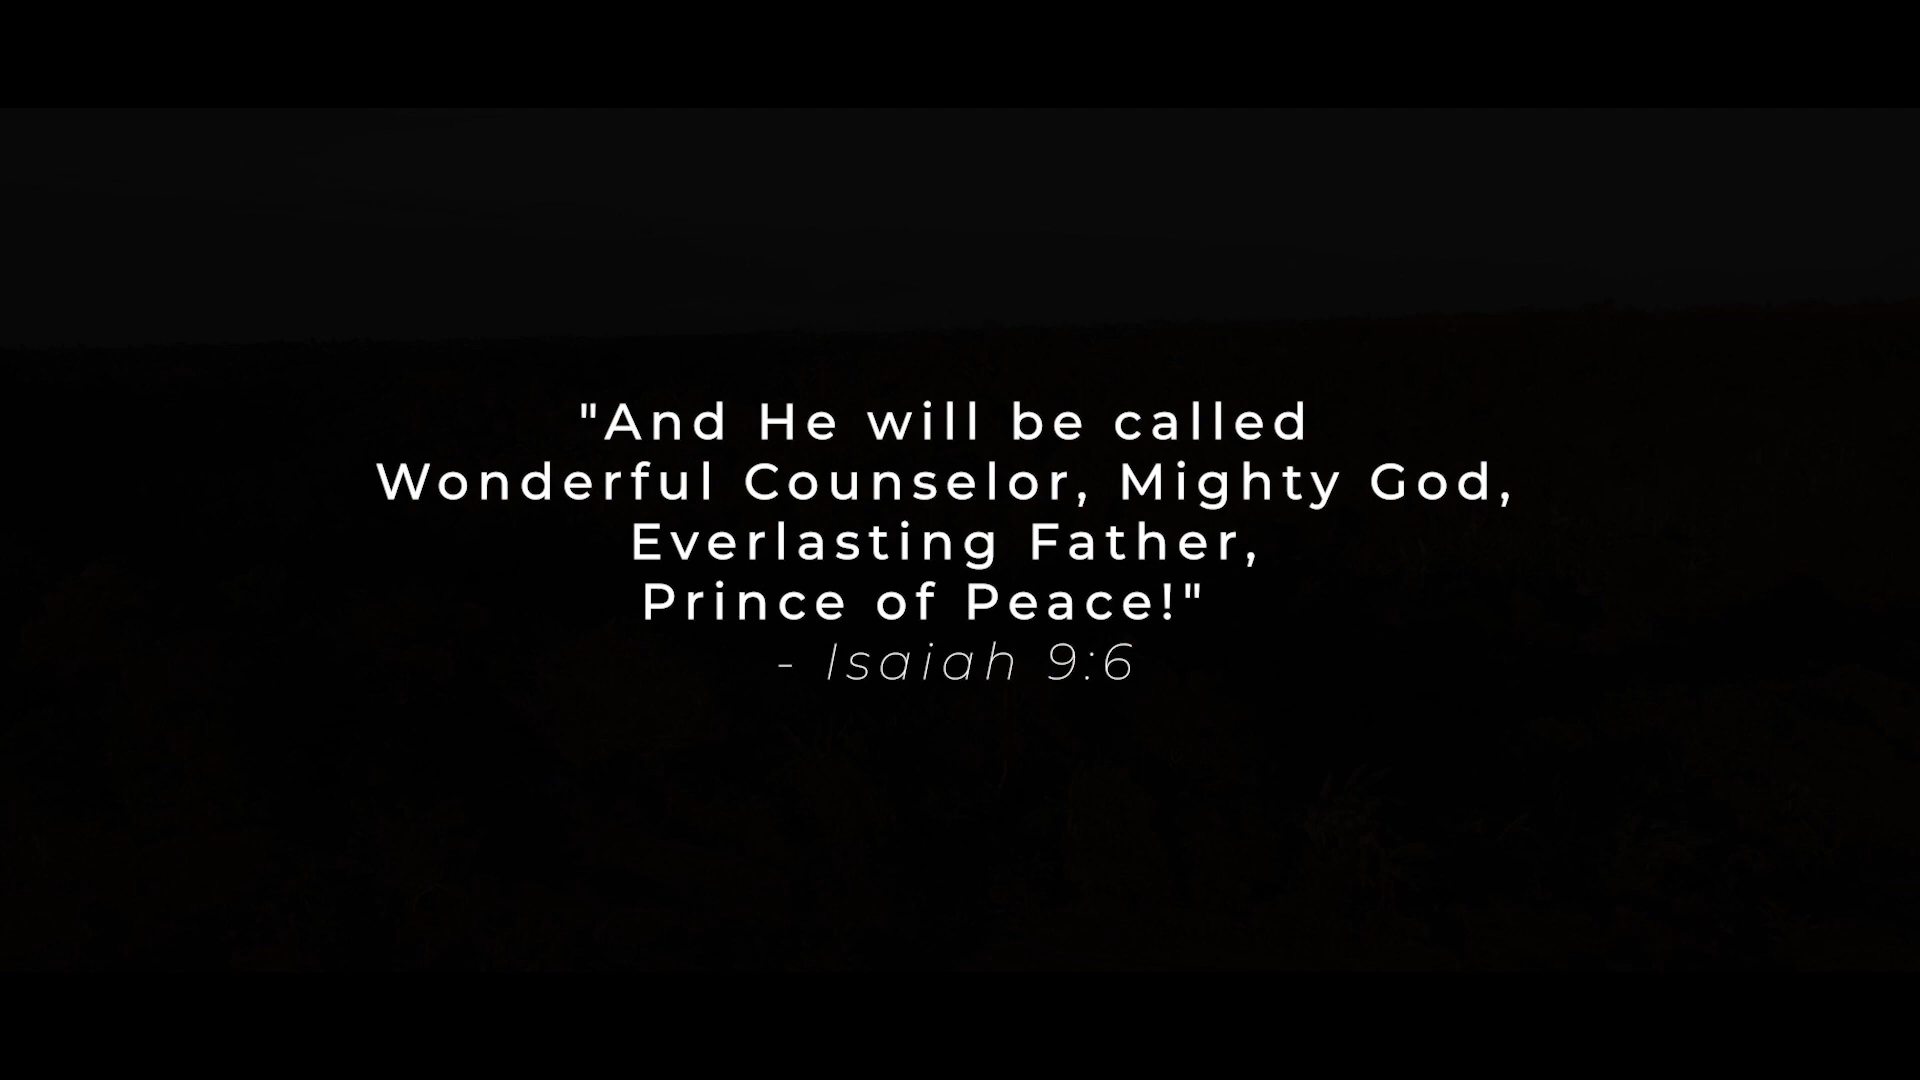 "And He will be called
Wonderful Counselor, Mighty God,
Everlasting Father,
Prince of Peace!"
- Isaiah 9:6